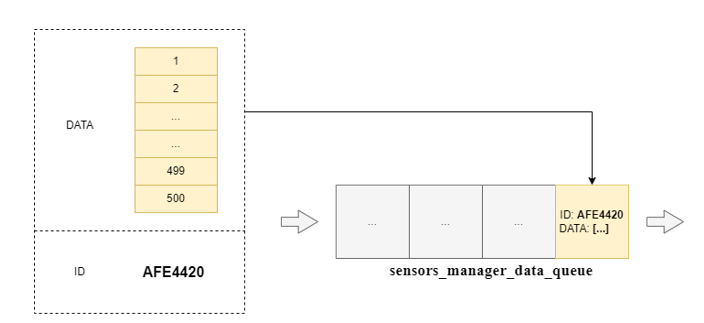 DATA
1
2
...
...
499
500
ID
AFE4420
...
...
...
ID: AFE4420
DATA: [...]
sensors_manager_data_queue